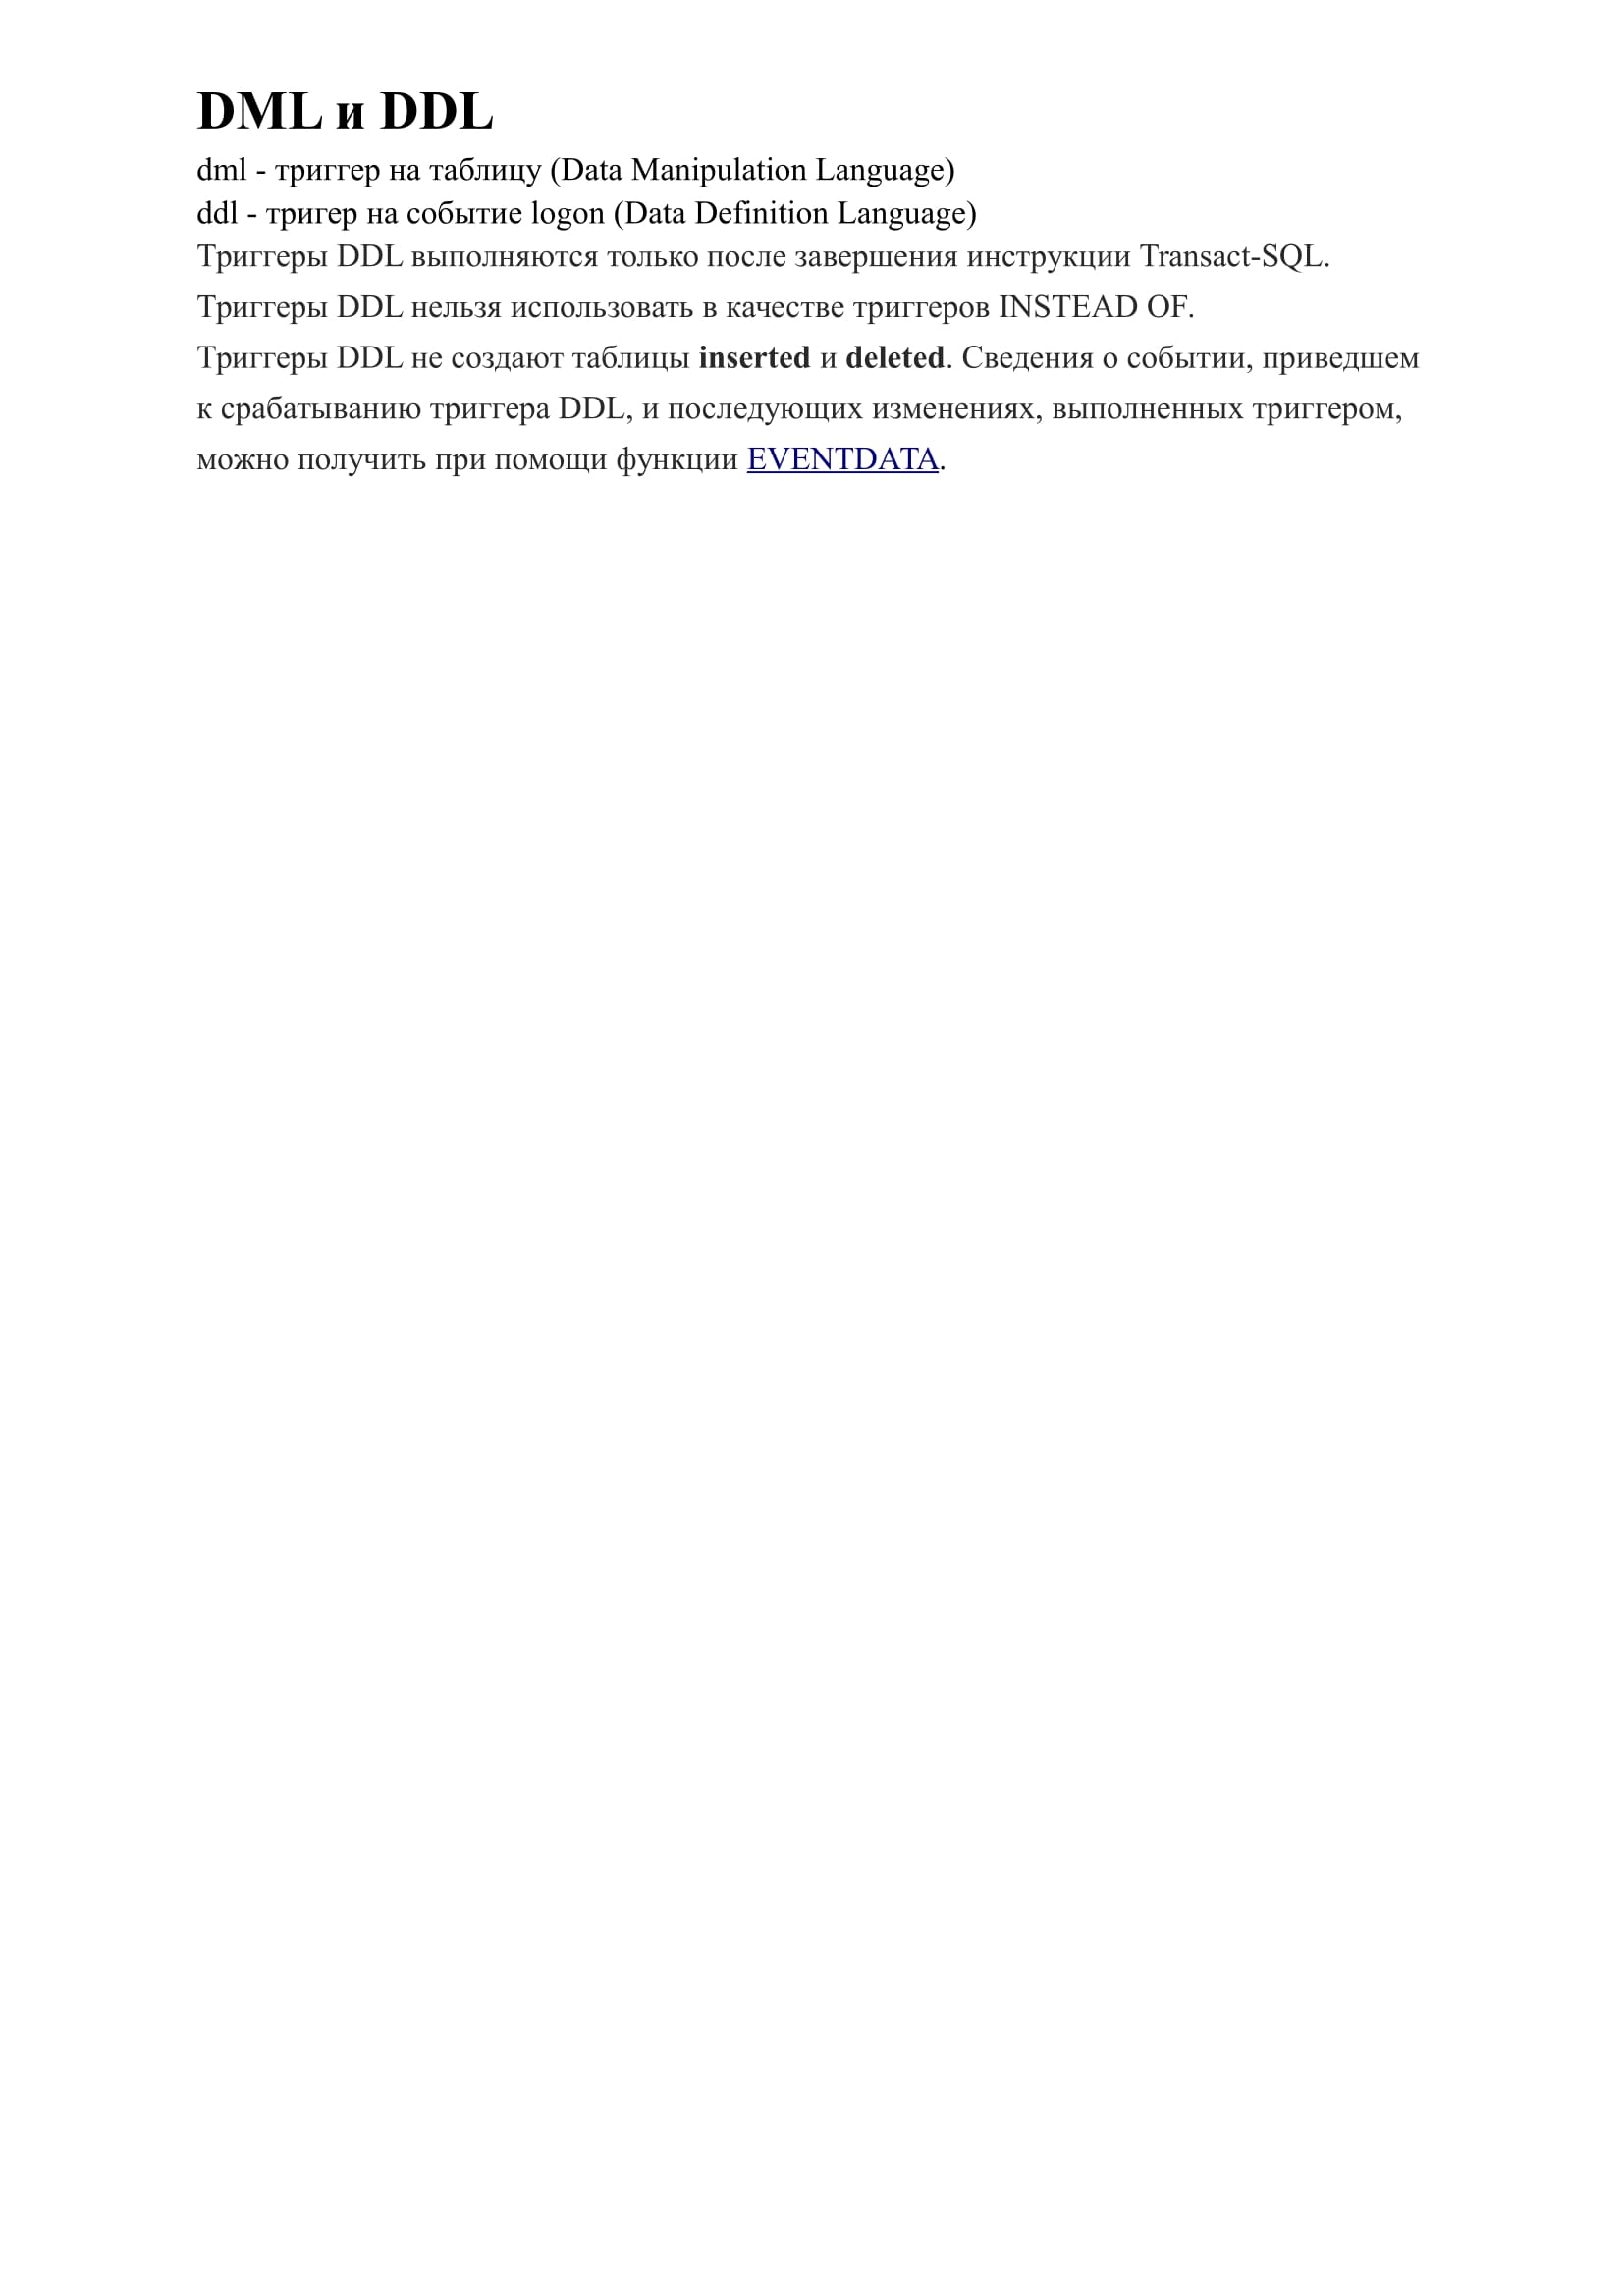 DML и DDL
dml - триггер на таблицу (Data Manipulation Language)
ddl - тригер на событие logon (Data Definition Language)
Триггеры DDL выполняются только после завершения инструкции Transact-SQL.
Триггеры DDL нельзя использовать в качестве триггеров INSTEAD OF.
Триггеры DDL не создают таблицы inserted и deleted. Сведения о событии, приведшем
к срабатыванию триггера DDL, и последующих изменениях, выполненных триггером,
можно получить при помощи функции EVENTDATA.